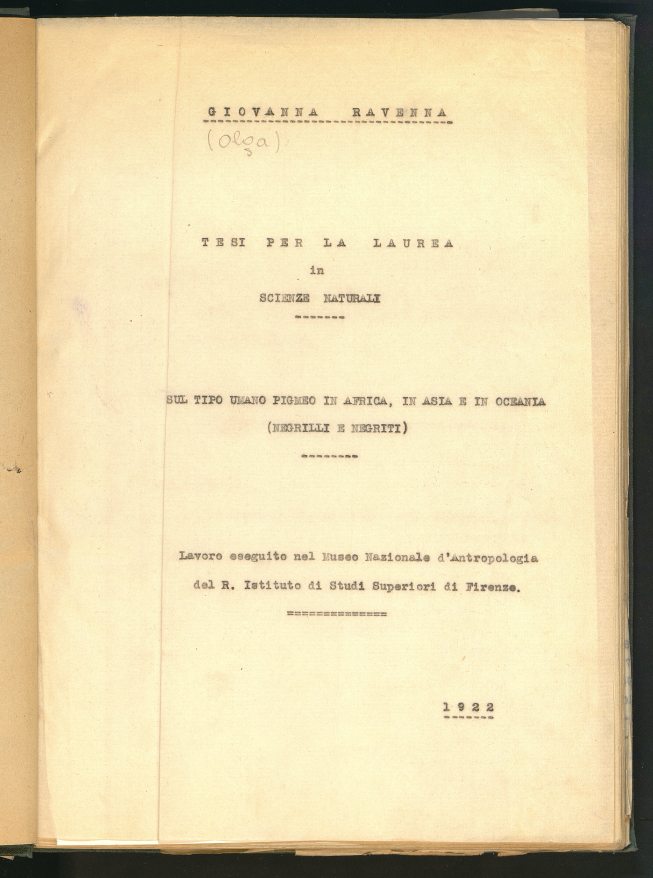 GIOVANNA RAVENNA
(Olga)
TESI PER LA LAUREA
in
SCIENZE NATURALI
SUL TIPO UMANO PIGMEO IN AFRICA, IN ASIA E IN OCEANIA
(NEGRILLI E NEGRITI)
Lavoro eseguito nel Museo Nazionale d'Antropologia
del R. Istituto di Studi Superiori di Firenze.
1922